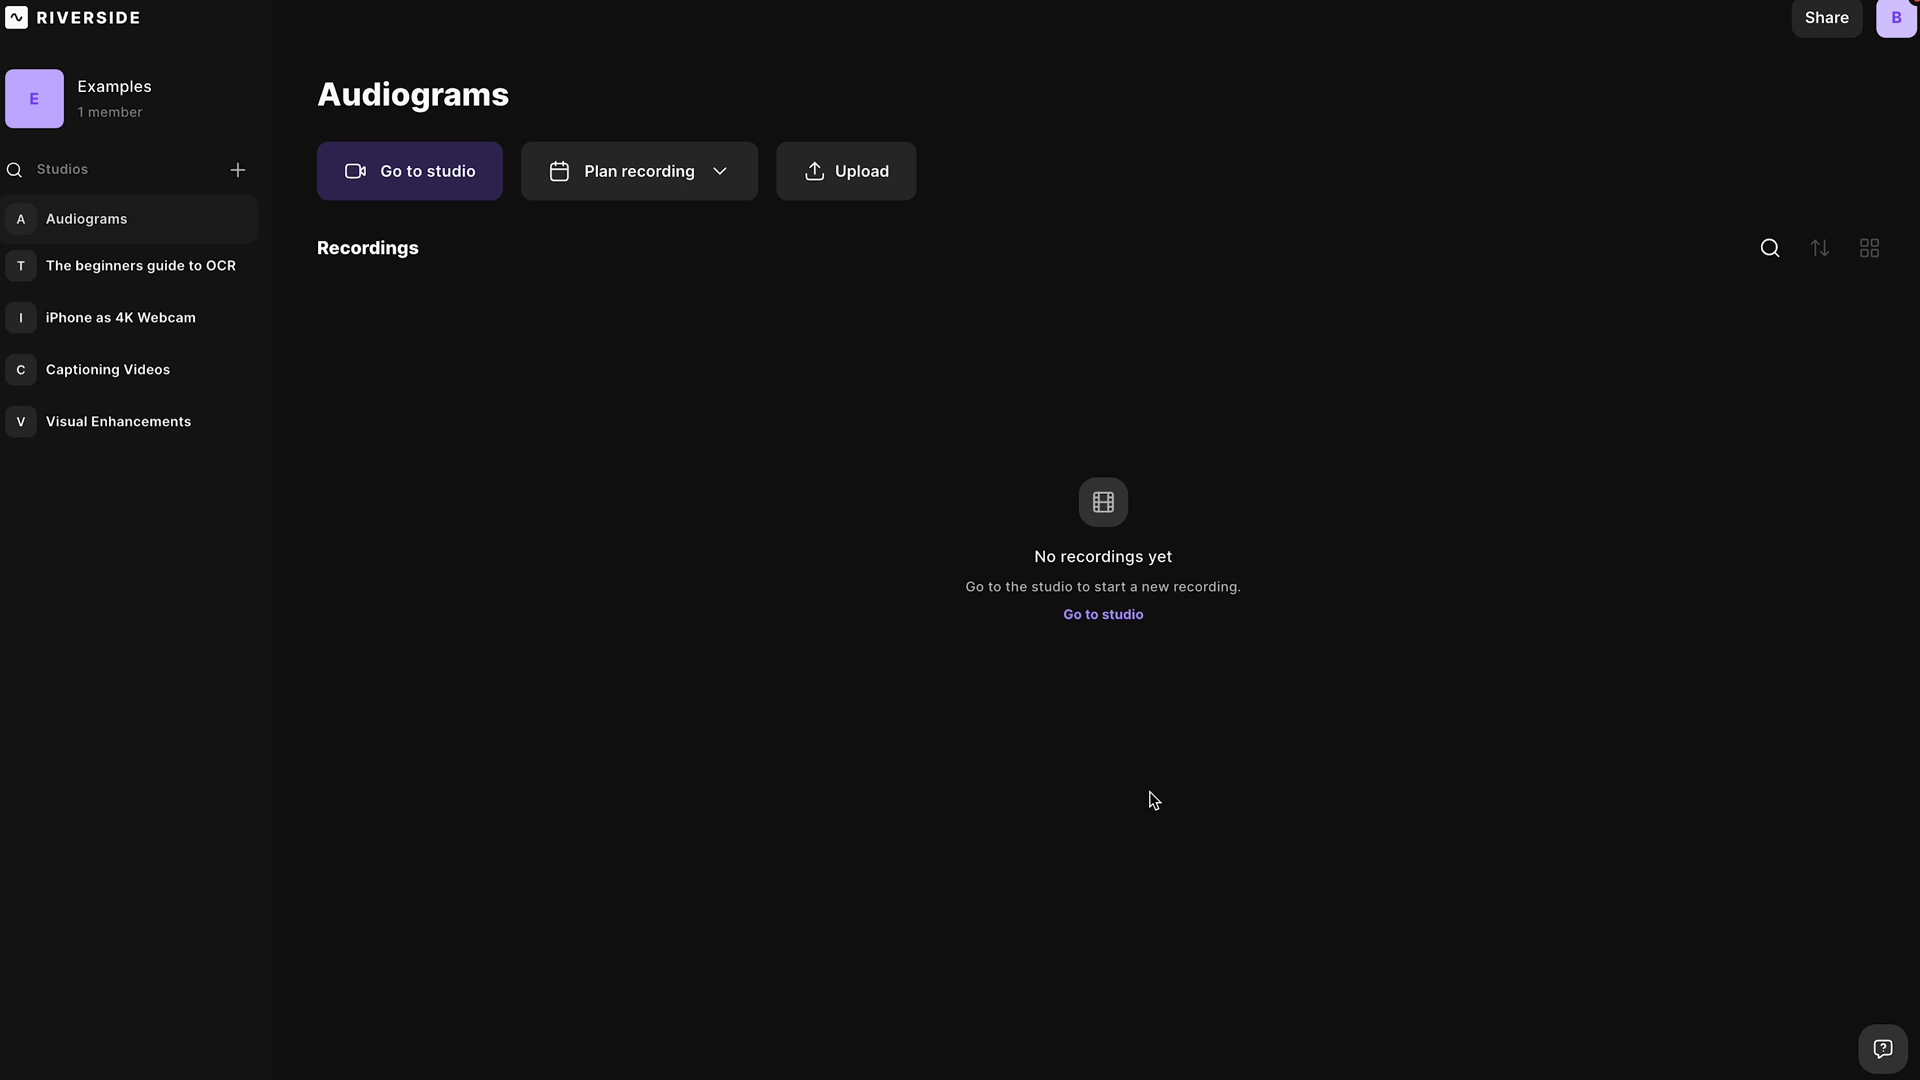 RIVERSIDE
Share
B
E
Examples
1 member
Studios
A
Audiograms
T
The beginners guide to OCR
I
iPhone as 4K Webcam
C
Captioning Videos
V
Visual Enhancements
Audiograms
Go to studio
Plan recording
Upload
Recordings
No recordings yet
Go to the studio to start a new recording.
Go to studio